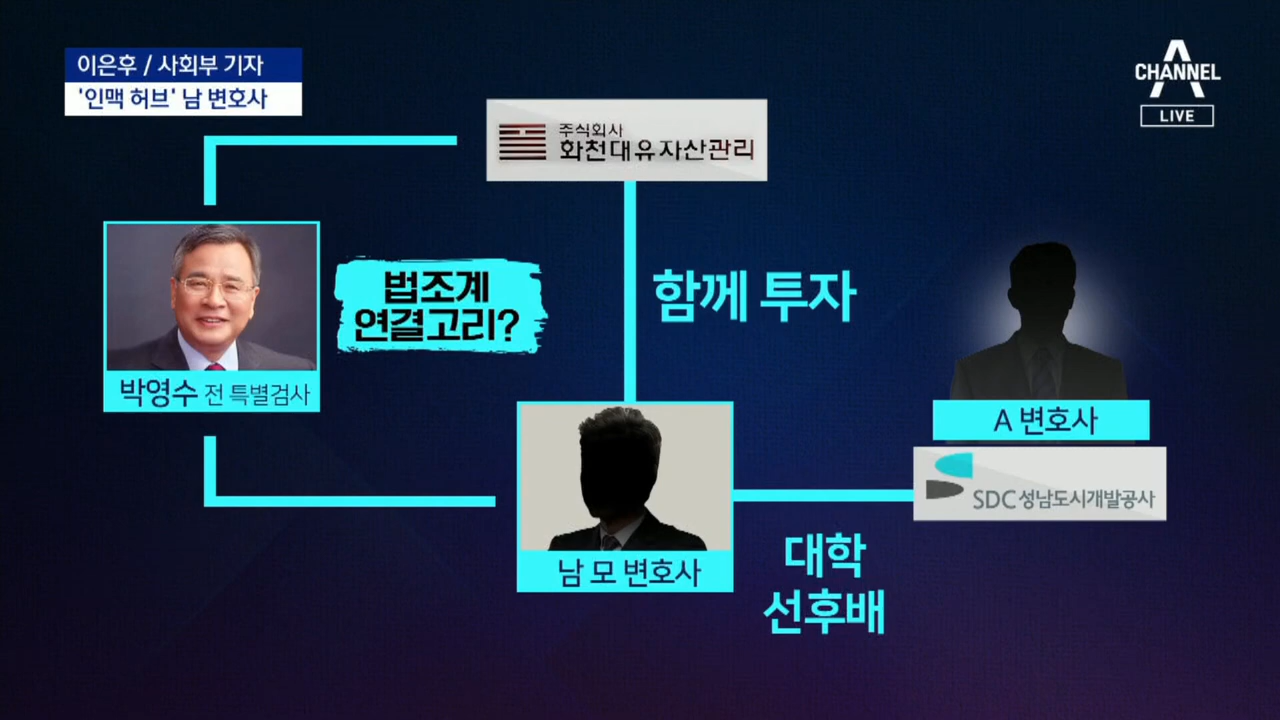 이은후 / 사회부 기자
'인맥 허브' 남 변호사
CHANNEL A
LIVE
주식회사
화천대유자산관리
법조계
연결고리?
함께 투자
박영수 전 특별검사
A 변호사
SDC 성남도시개발공사
남 모 변호사
대학
선후배